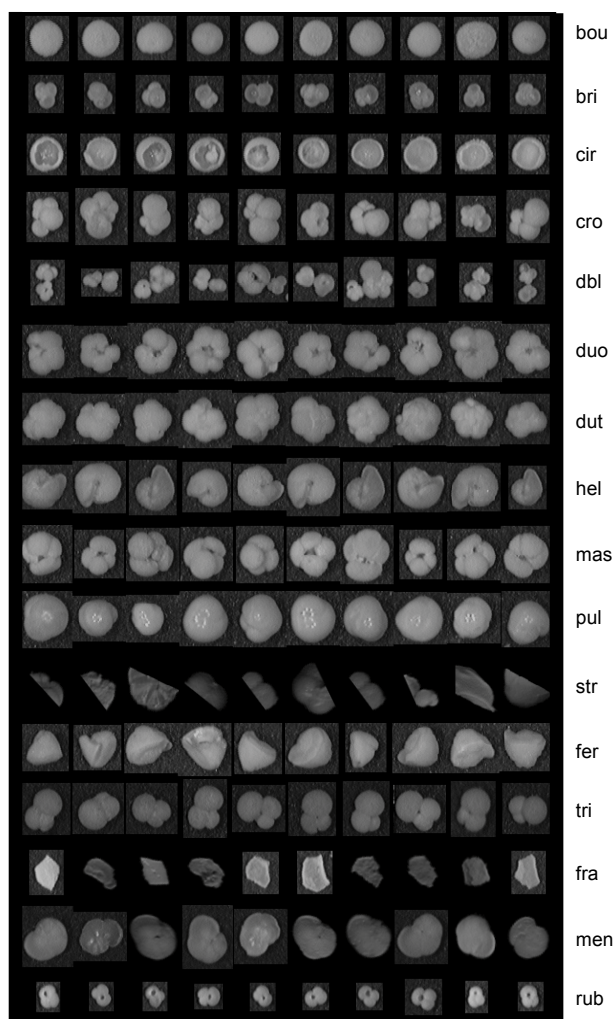 bou
bri
cir
cro
dbl
duo
dut
hel
mas
pul
str
fer
tri
fra
men
rub